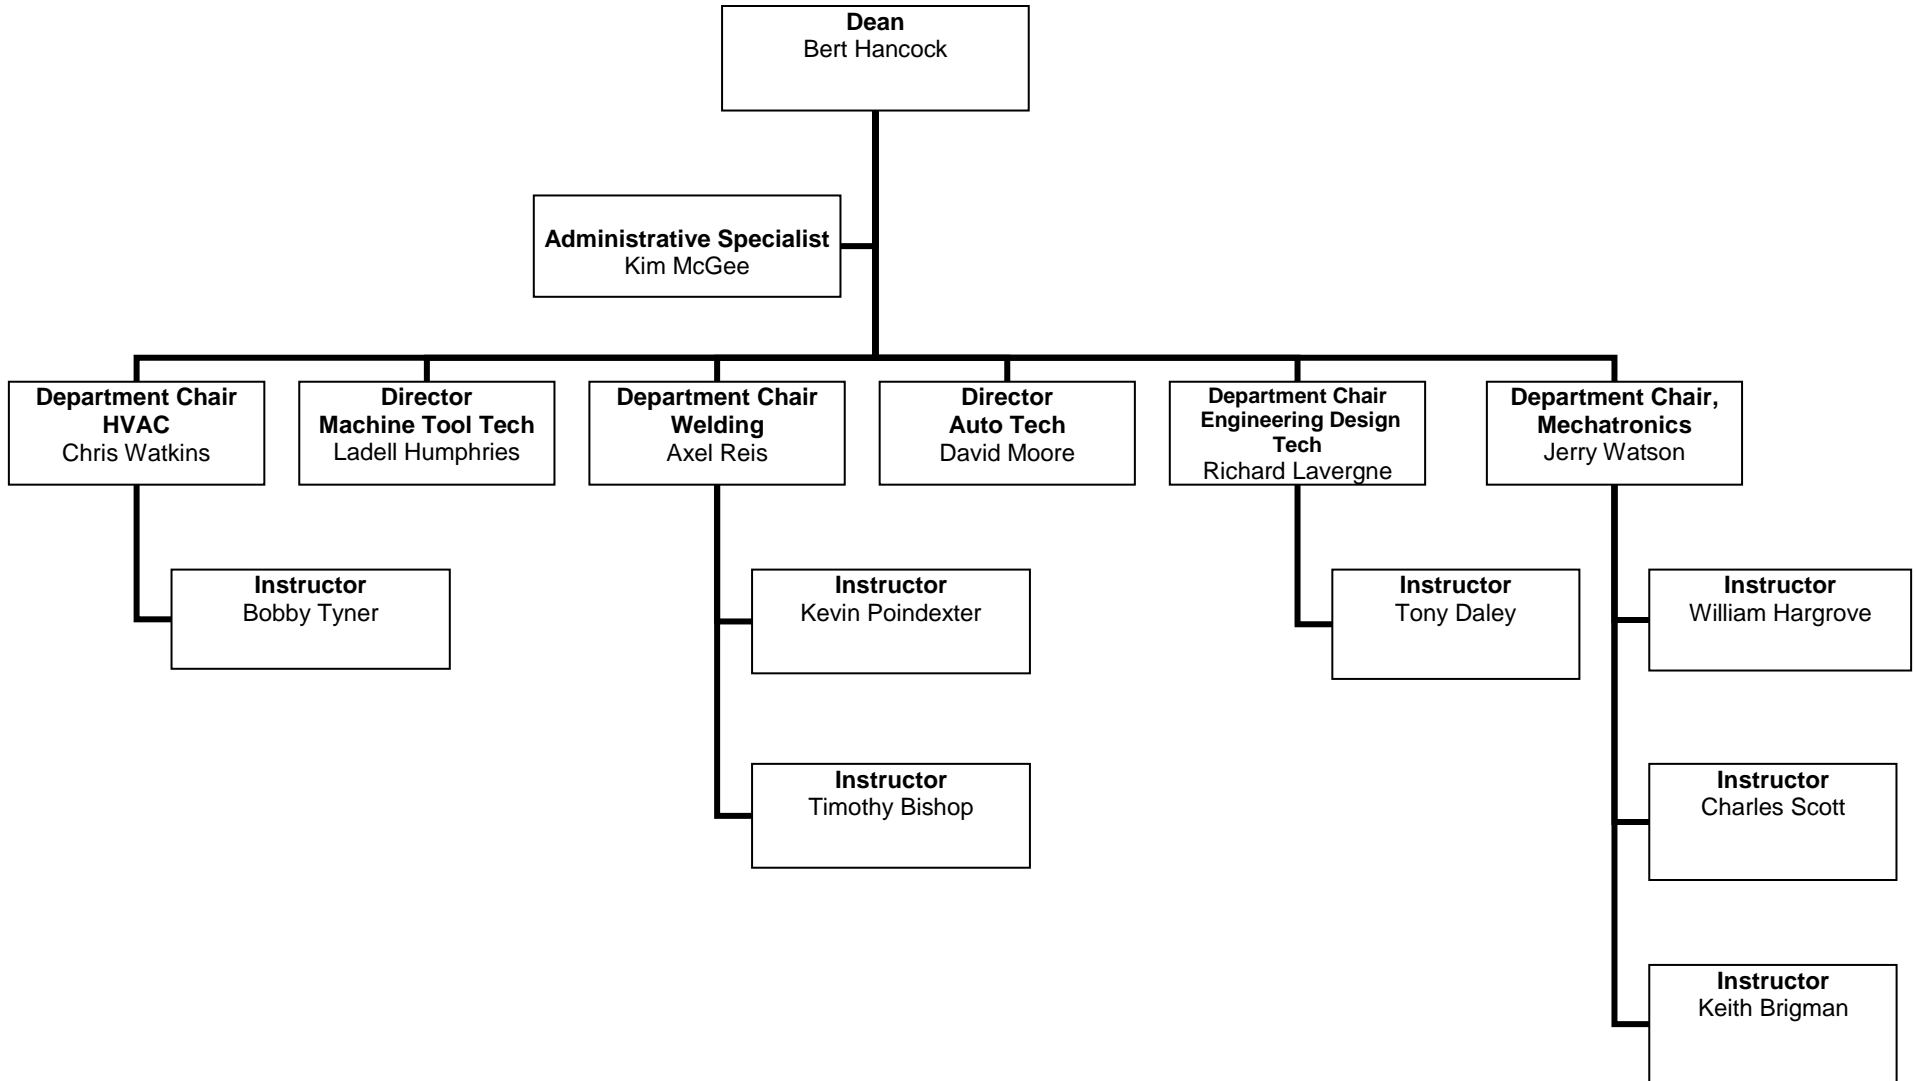 Dean
Bert Hancock
Administrative Specialist
Kim McGee
Department Chair
HVAC
Chris Watkins
Director
Machine Tool Tech
Ladell Humphries
Department Chair
Welding
Axel Reis
Director
Auto Tech
David Moore
Department Chair
Engineering Design
Tech
Richard Lavergne
Department Chair,
Mechatronics
Jerry Watson
Instructor
Bobby Tyner
Instructor
Kevin Poindexter
Instructor
Tony Daley
Instructor
William Hargrove
Instructor
Timothy Bishop
Instructor
Charles Scott
Instructor
Keith Brigman